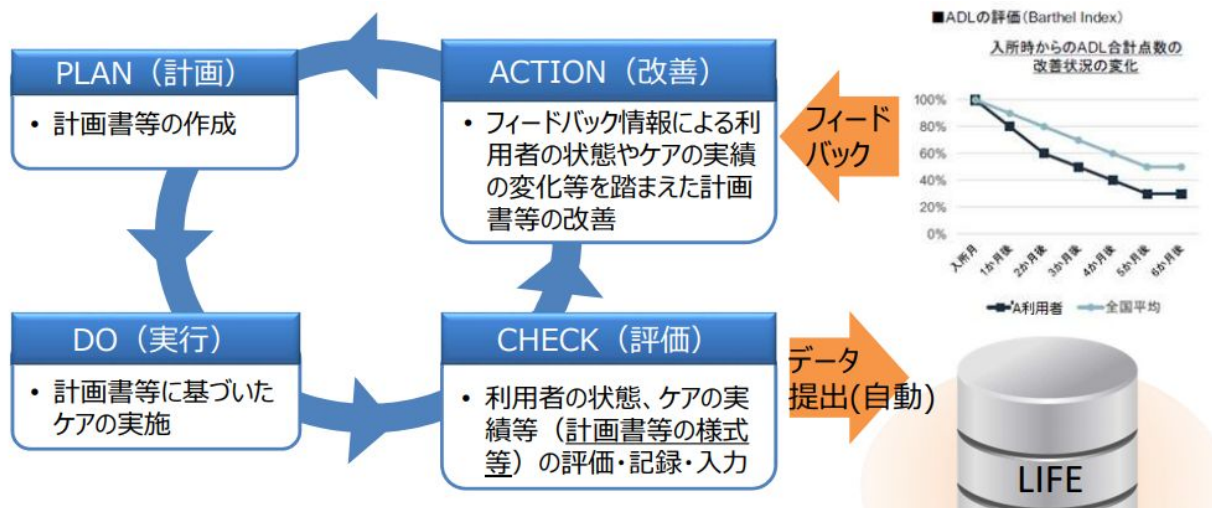 PLAN（計画）
• 計画書等の作成
ACTION（改善）
• フィードバック情報による利
用者の状態やケアの実績
の変化等を踏まえた計画
書等の改善
フィード
バック
■ADLの評価（Barthel Index）
入所時からのADL合計点数の
改善状況の変化
100%
80%
60%
40%
20%
0%
入所月
1か月後
2か月後
3か月後
4か月後
5か月後
6か月後
A利用者
全国平均
DO（実行）
• 計画書等に基づいた
ケアの実施
CHECK（評価）
• 利用者の状態、ケアの実
績等（計画書等の様式
等）の評価・記録・入力
データ
提出(自動)
LIFE